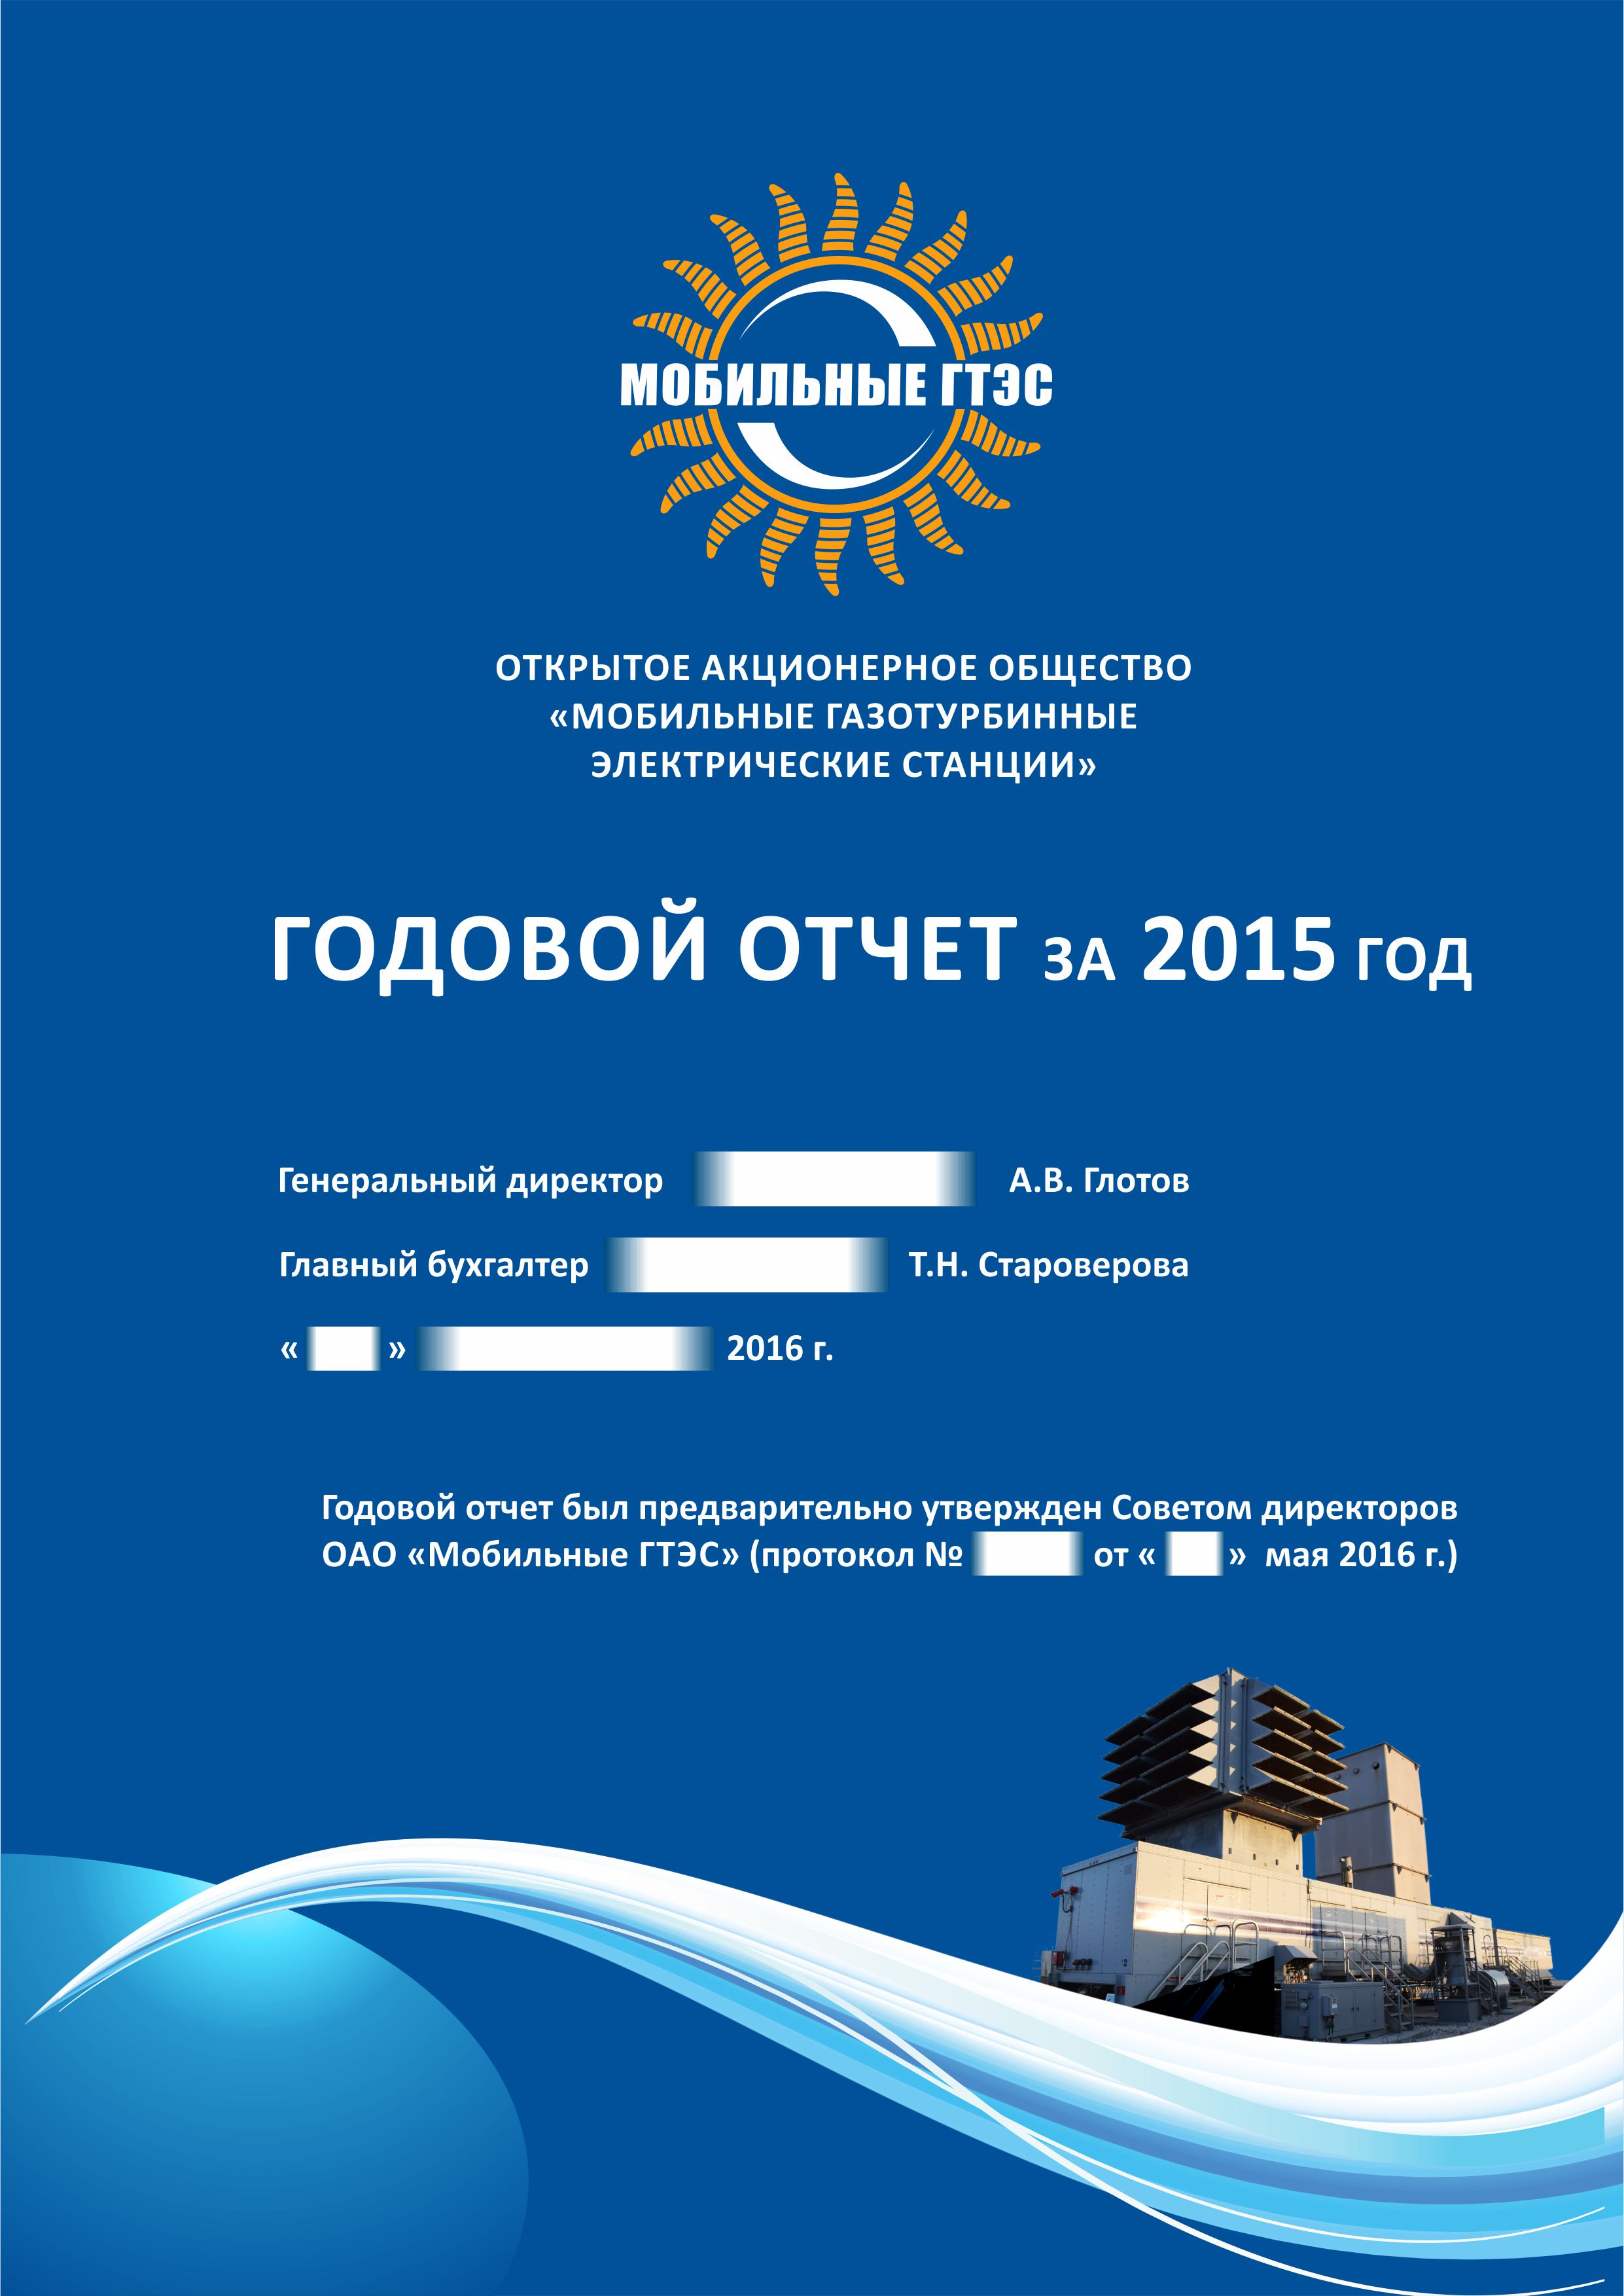 МОБИЛЬНЫЕ ГТЭС
ОТКРЫТОЕ АКЦИОНЕРНОЕ ОБЩЕСТВО
«МОБИЛЬНЫЕ ГАЗОТУРБИННЫЕ
ЭЛЕКТРИЧЕСКИЕ СТАНЦИИ»
ГОДОВОЙ ОТЧЕТ ЗА 2015 ГОД
Генеральный директор А.В. Глотов
Главный бухгалтер Т.Н. Староверова
« » 2016 г.
Годовой отчет был предварительно утвержден Советом директоров
ОАО «Мобильные ГТЭС» (протокол № от « » мая 2016 г.)